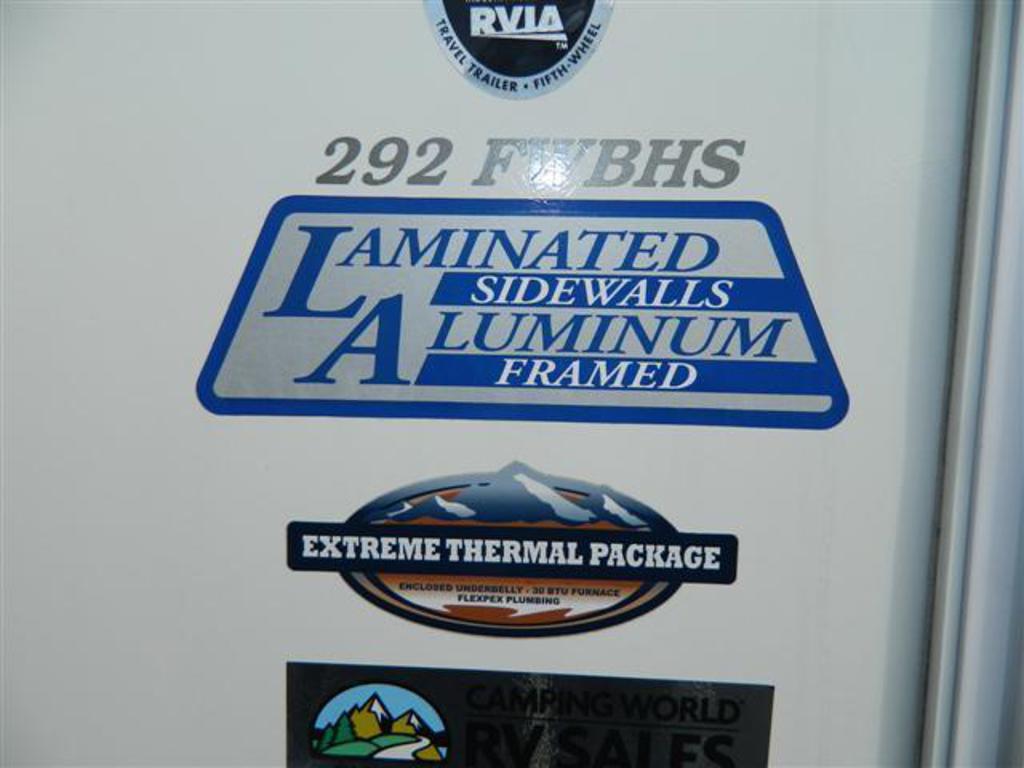 RVIA
TM
TRAVEL TRAILER • FIFTH-WHEEL
292 FWBHS
LAMINATED
SIDEWALLS
ALUMINUM
FRAMED
EXTREME THERMAL PACKAGE
ENCLOSED UNDERBELLY - 30 BTU FURNACE
FLEXPEX PLUMBING
CAMPING WORLD
RV SALES